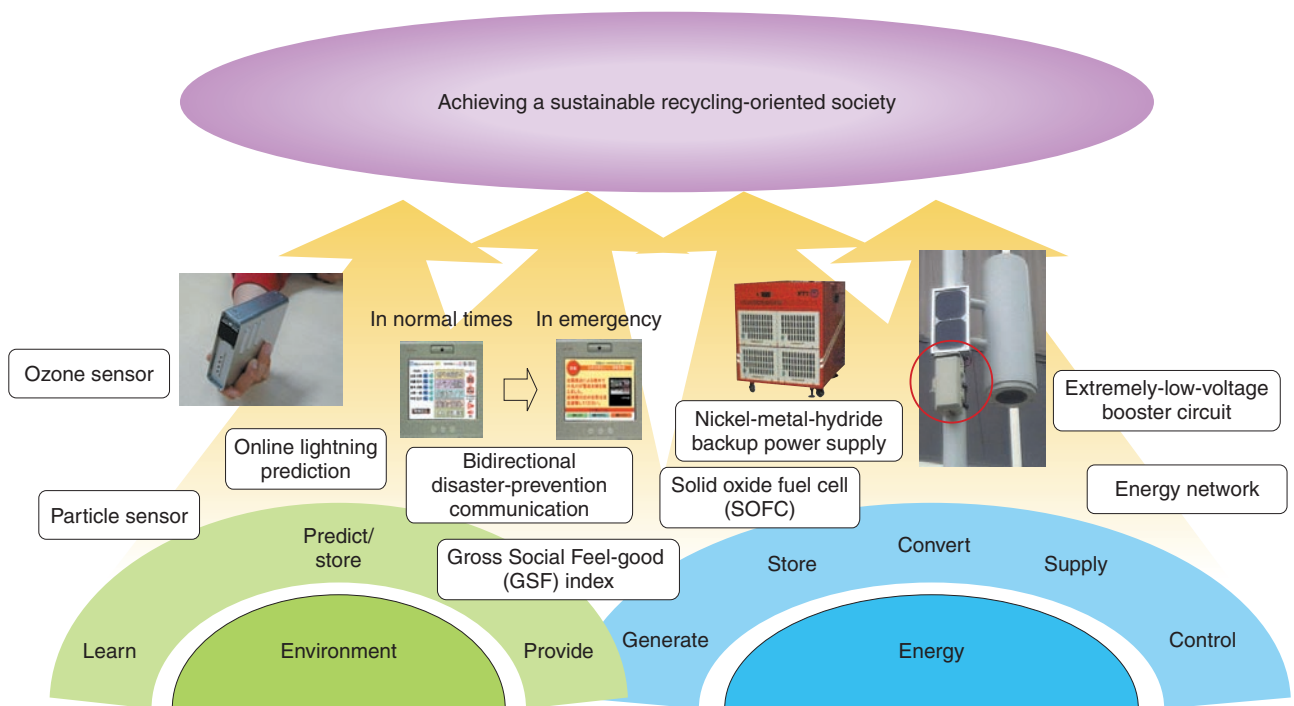 Achieving a sustainable recycling-oriented society
In normal times
In emergency
Ozone sensor
Extremely-low-voltage
booster circuit
Nickel-metal-hydride
backup power supply
Online lightning
prediction
Bidirectional
disaster-prevention
communication
Solid oxide fuel cell
(SOFC)
Energy network
Particle sensor
Predict/
store
Gross Social Feel-good
(GSF) index
Store
Convert
Supply
Learn
Environment
Provide
Generate
Energy
Control